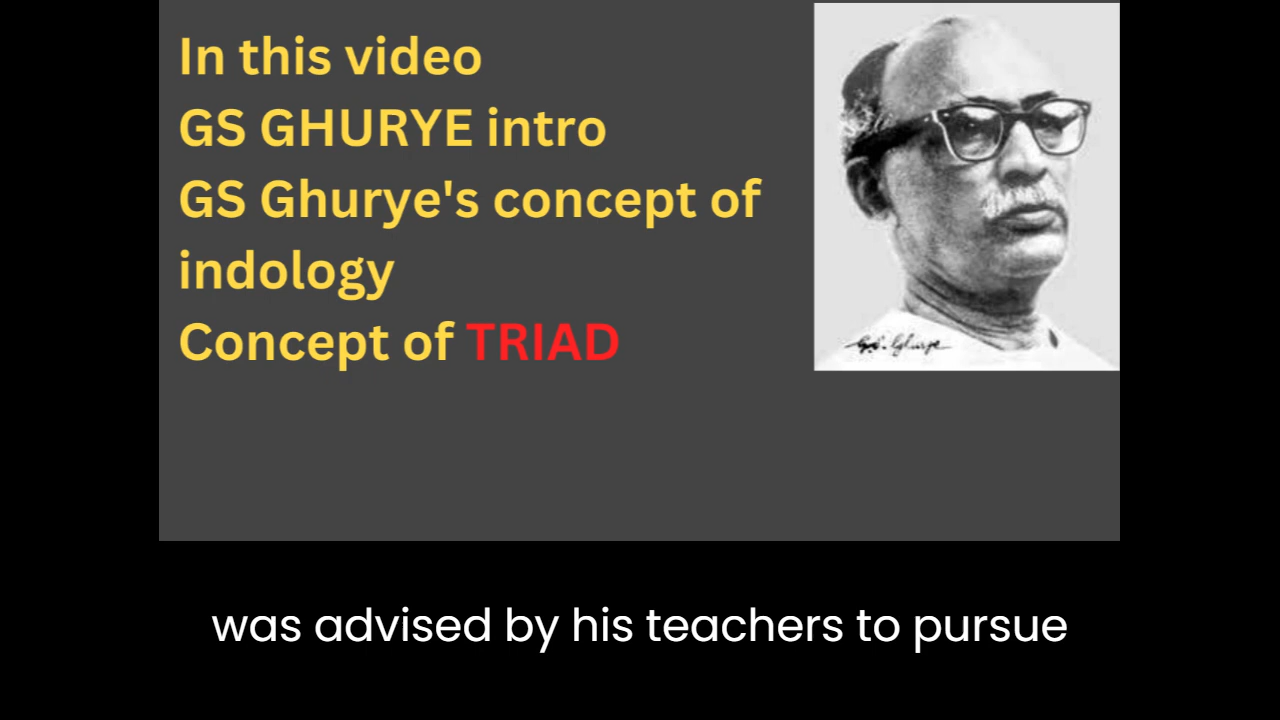 In this video
GS GHURYE intro
GS Ghurye's concept of
indology
Concept of TRIAD
G.S. Ghurye
was advised by his teachers to pursue